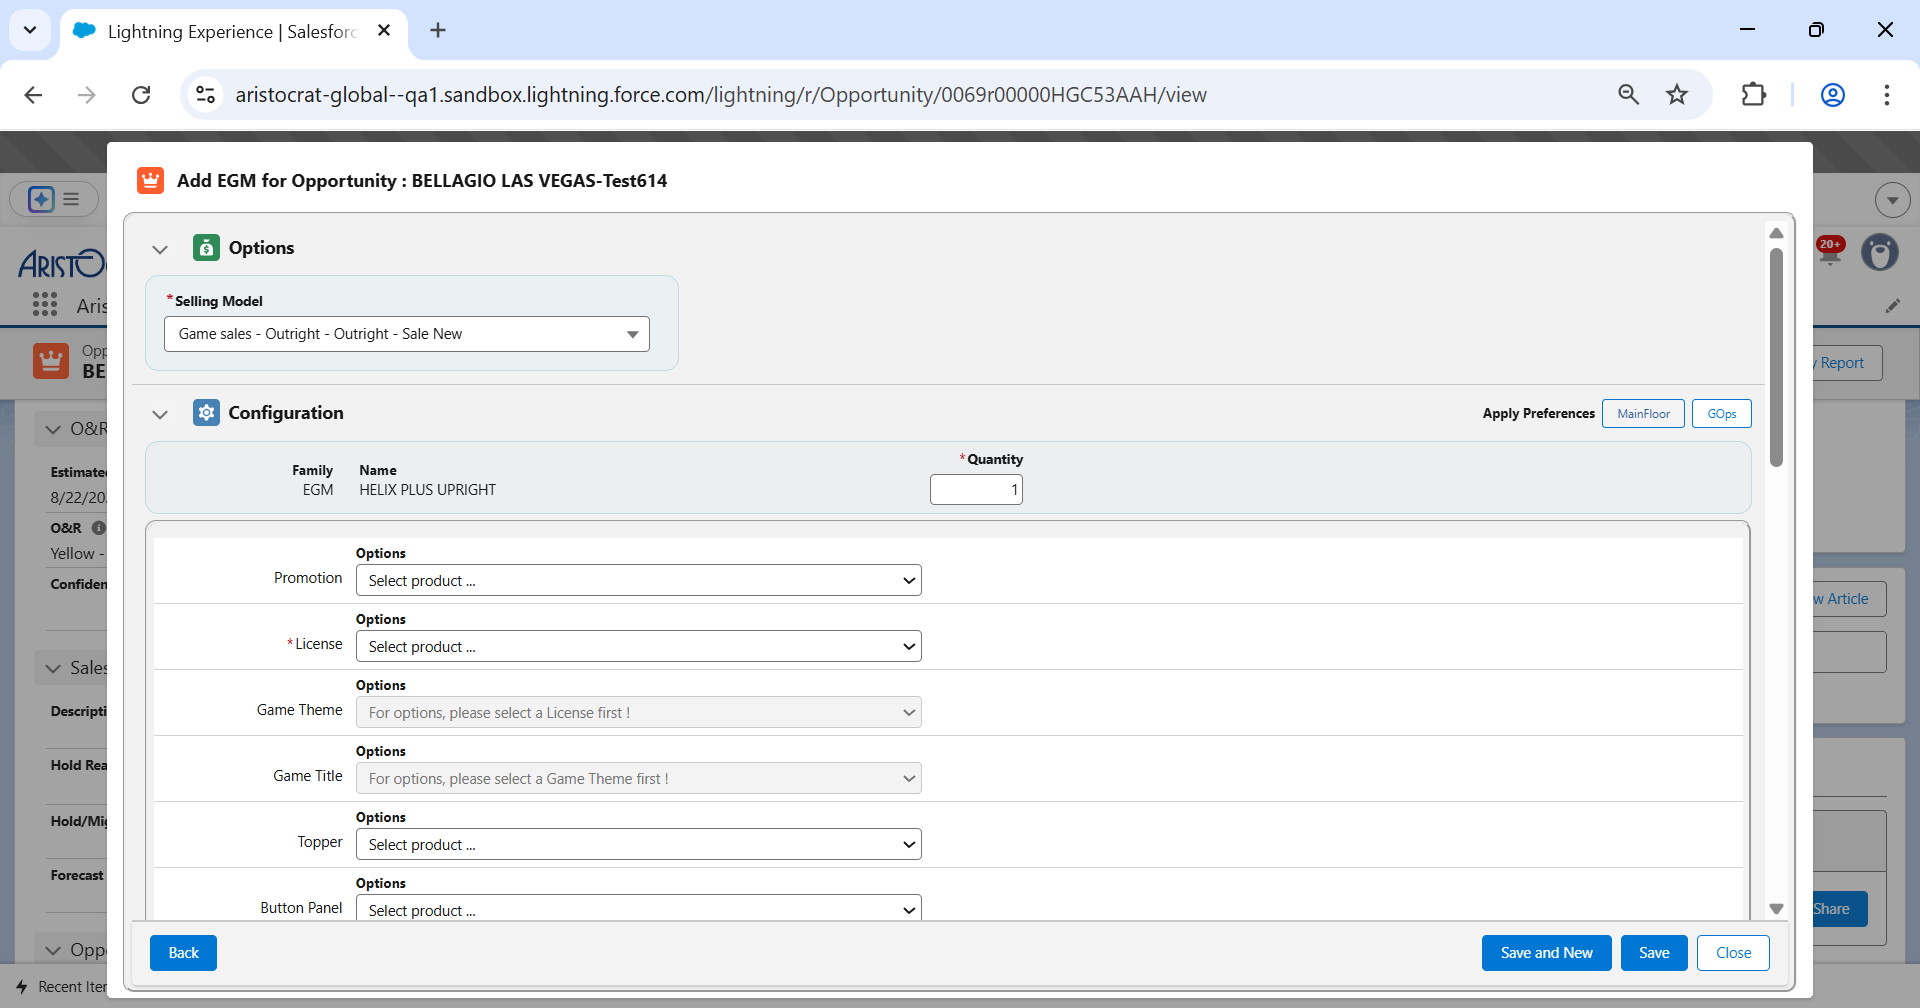 Lightning Experience | Salesforc
aristocrat-global--qa1.sandbox.lightning.force.com/lightning/r/Opportunity/0069r00000HGC53AAH/view
Add EGM for Opportunity : BELLAGIO LAS VEGAS-Test614
Options
*Selling Model
Game sales - Outright - Outright - Sale New
Configuration
Apply Preferences
MainFloor
GOps
Family
Name
*Quantity
EGM
HELIX PLUS UPRIGHT
1
Options
Promotion
Select product ...
Options
*License
Select product ...
Options
Game Theme
For options, please select a License first !
Options
Game Title
For options, please select a Game Theme first !
Options
Topper
Select product ...
Options
Button Panel
Select product ...
Back
Save and New
Save
Close
ARISTO
Aris
Opp
BE
O&R
Estimate
8/22/20
O&R
Yellow -
Confiden
Sales
Descripti
Hold Rea
Hold/Mig
Forecast
Oppo
Recent Iter
20+
y Report
w Article
Share